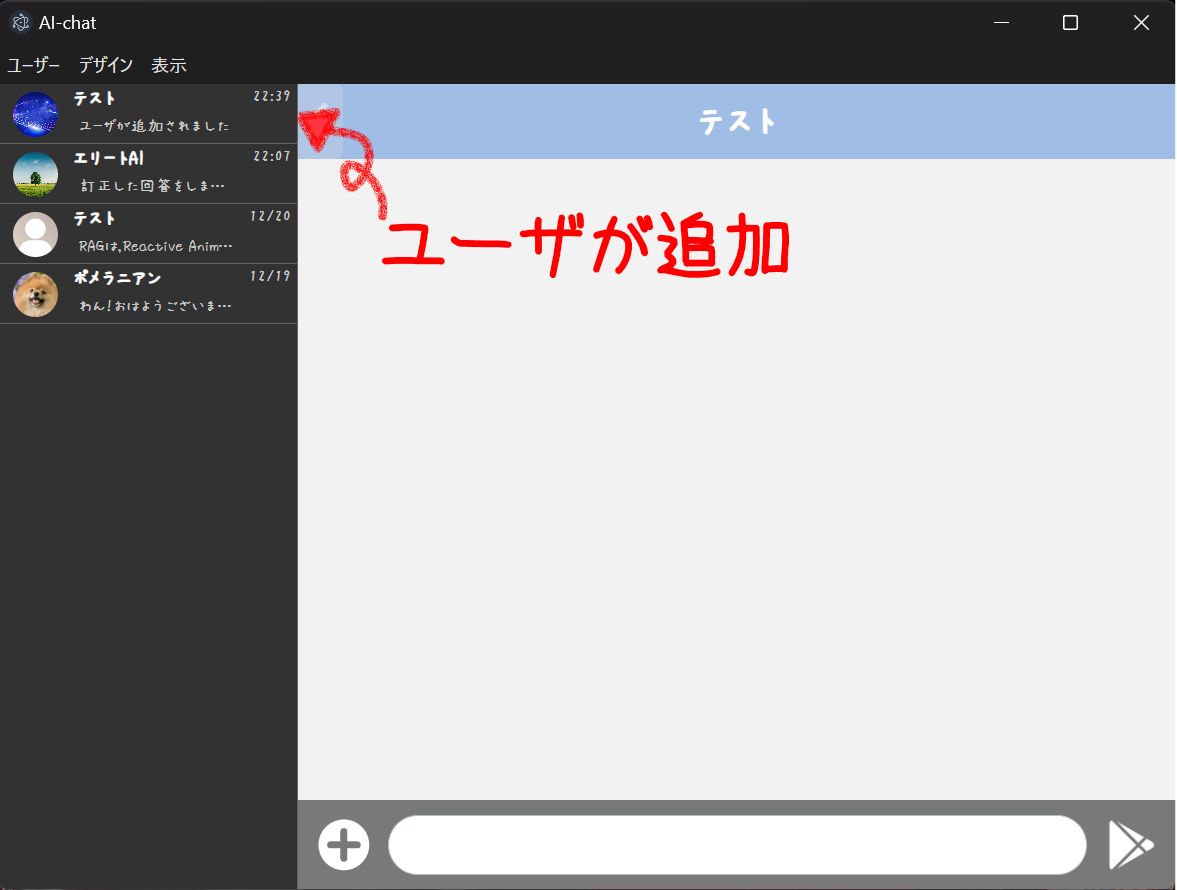 AI-chat
ユーザー デザイン 表示
テスト 22:39
ユーザが追加されました
テスト
エリートAI 22:07
訂正した回答をしま…
テスト 12/20
RAGは,Reactive Anim…
ポメラニアン 12/19
わん!おはようございま…
ユーザが追加